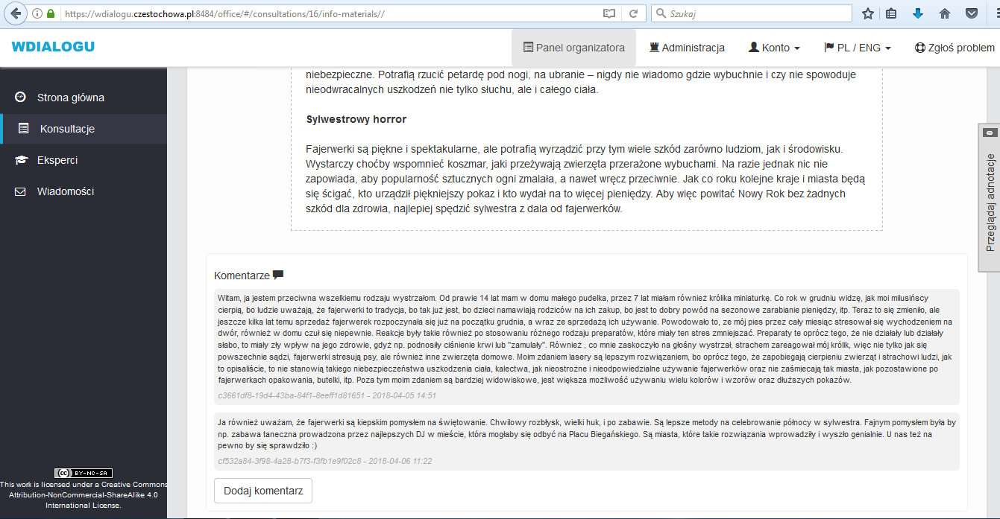 https://wdialogu.czestochowa.pl:8484/office/#/consultations/16/info-materials//
Szukaj
WDIALOGU
Panel organizatora
Administracja
Konto
PL / ENG
Zgłoś problem
Strona główna
Konsultacje
Eksperci
Wiadomości
niebezpieczne. Potrafią rzucić petardę pod nogi, na ubranie – nigdy nie wiadomo gdzie wybuchnie i czy nie spowoduje
nieodwracalnych uszkodzeń nie tylko słuchu, ale i całego ciała.
Sylwestrowy horror
Fajerwerki są piękne i spektakularne, ale potrafią wyrządzić przy tym wiele szkód zarówno ludziom, jak i środowisku.
Wystarczy choćby wspomnieć koszmar, jaki przeżywają zwierzęta przerażone wybuchami. Na razie jednak nic nie
zapowiada, aby popularność sztucznych ogni zmalała, a nawet wręcz przeciwnie. Jak co roku kolejne kraje i miasta będą
się ścigać, kto urządził piękniejszy pokaz i kto wydał na to więcej pieniędzy. Aby więc powitać Nowy Rok bez żadnych
szkód dla zdrowia, najlepiej spędzić sylwestra z dala od fajerwerków.
Przeglądaj adnotacje
0
Komentarze
Witam, ja jestem przeciwna wszelkiemu rodzaju wystrzałom. Od prawie 14 lat mam w domu małego pudelka, przez 7 lat miałam również królika miniaturkę. Co rok w grudniu widzę, jak moi milusińscy
cierpią, bo ludzie uważają, że fajerwerki to tradycja, bo tak już jest, bo dzieci namawiają rodziców na ich zakup, bo jest to dobry powód na sezonowe zarabianie pieniędzy, itp. Teraz to się zmieniło, ale
jeszcze kilka lat temu sprzedaż fajerwerek rozpoczynała się już na początku grudnia, a wraz ze sprzedażą ich używanie. Powodowało to, ze mój pies przez cały miesiąc stresował się wychodzeniem na
dwór, również w domu czuł się niepewnie. Reakcje były takie również po stosowaniu różnego rodzaju preparatów, które miały ten stres zmniejszać. Preparaty te oprócz tego, że nie działały lub działały
słabo, to miały zły wpływ na jego zdrowie, gdyż np. podnosiły ciśnienie krwi lub "zamulały". Również , co mnie zaskoczyło na głośny wystrzał, strachem zareagował mój królik, więc nie tylko jak się
powszechnie sądzi, fajerwerki stresują psy, ale również inne zwierzęta domowe. Moim zdaniem lasery są lepszym rozwiązaniem, bo oprócz tego, że zapobiegają cierpieniu zwierząt i strachowi ludzi, jak
to opisaliście, to nie stanowią takiego niebezpieczeństwa uszkodzenia ciała, kalectwa, jak nieostrożne i nieodpowiedzialne używanie fajerwerków oraz nie zaśmiecają tak miasta, jak pozostawione po
fajerwerkach opakowania, butelki, itp. Poza tym moim zdaniem są bardziej widowiskowe, jest większa możliwość używaniu wielu kolorów i wzorów oraz dłuższych pokazów.
c3661df8-19d4-43ba-84f1-8eeff1d81651 - 2018-04-05 14:51
Ja również uważam, że fajerwerki są kiepskim pomysłem na świętowanie. Chwilowy rozbłysk, wielki huk, i po zabawie. Są lepsze metody na celebrowanie północy w sylwestra. Fajnym pomysłem była by
np. zabawa taneczna prowadzona przez najlepszych DJ w mieście, która mogłaby się odbyć na Placu Biegańskiego. Są miasta, które takie rozwiązania wprowadziły i wyszło genialnie. U nas też na
pewno by się sprawdziło :)
cf532a84-3f98-4a28-b7f3-f3fb1e9f02c8 - 2018-04-06 11:22
Dodaj komentarz
cc BY-NC-SA
This work is licensed under a Creative Commons
Attribution-NonCommercial-ShareAlike 4.0
International License.